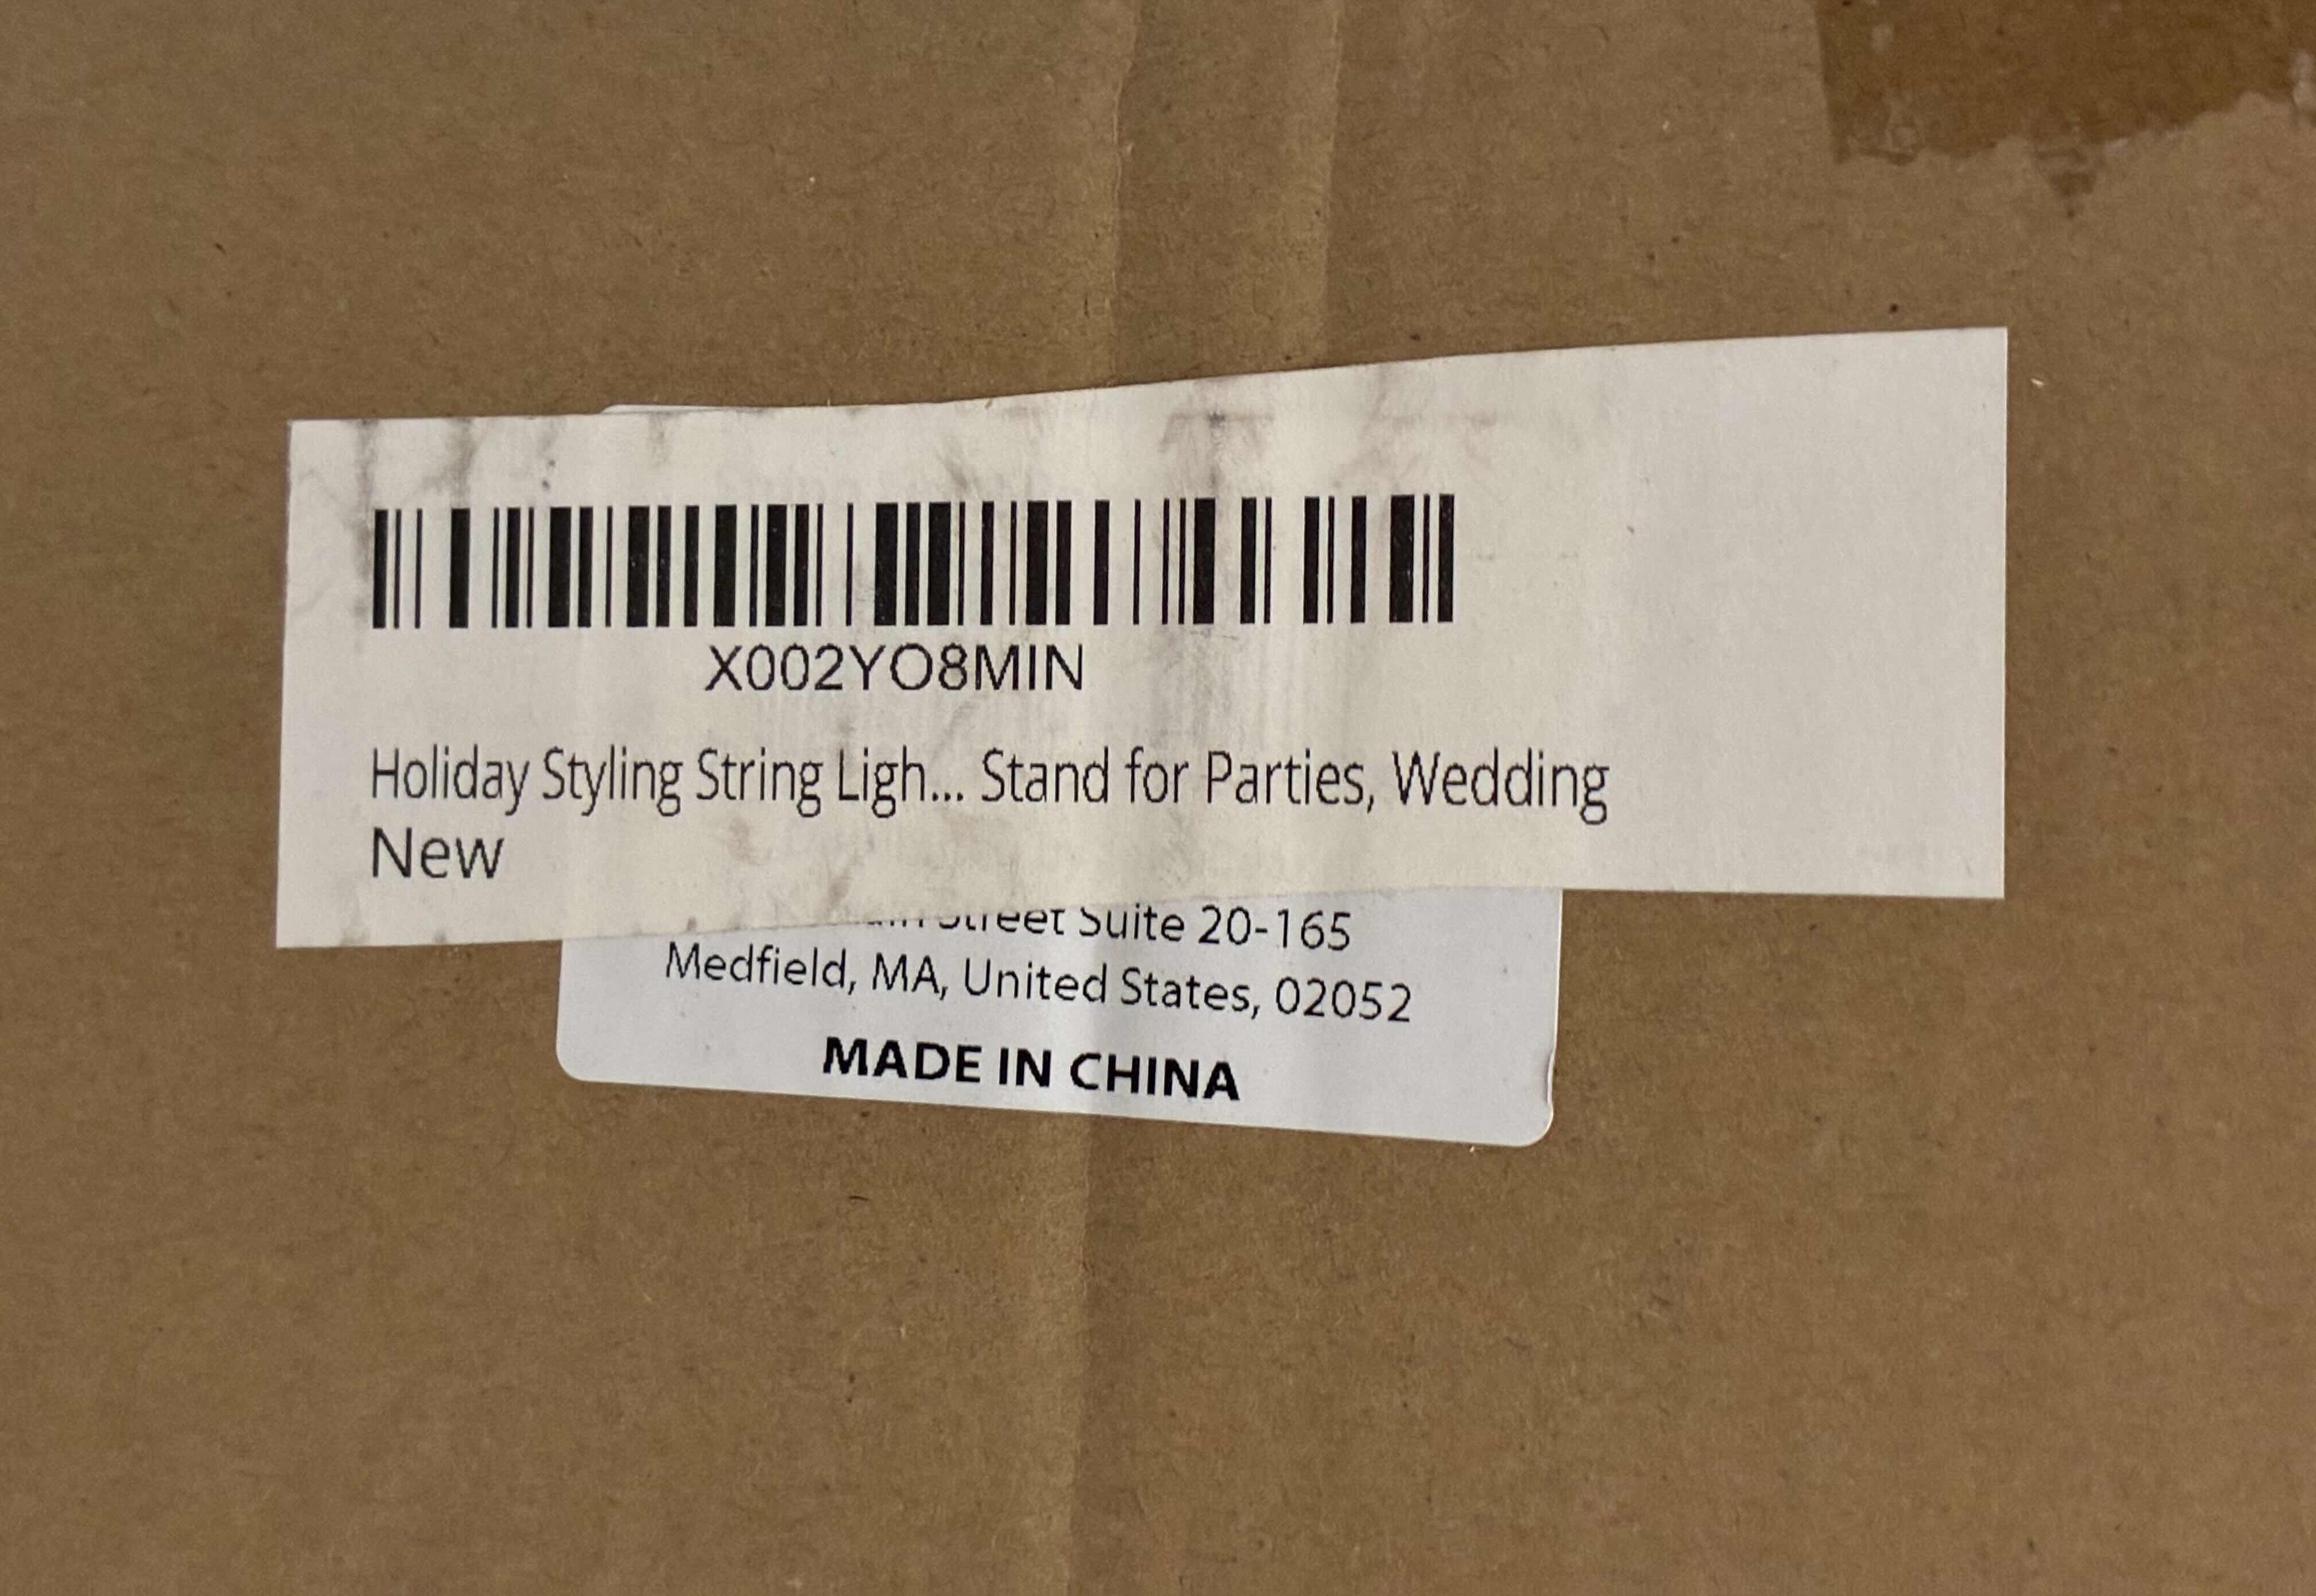 X002YO8MIN
Holiday Styling String Ligh... Stand for Parties, Wedding
New
Street Suite 20-165
Medfield, MA, United States, 02052
MADE IN CHINA